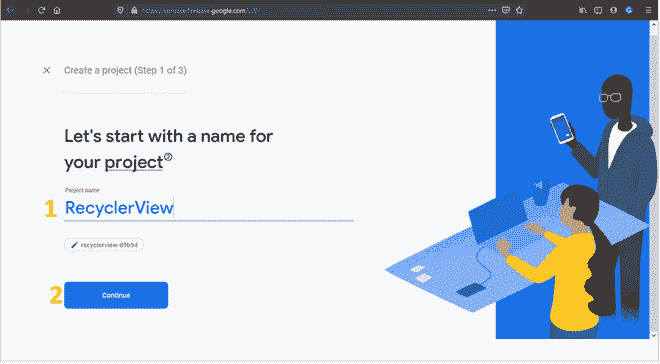 https://console.firebase.google.com/u/0/
Create a project (Step 1 of 3)
Let's start with a name for
your project
Project name
1 RecyclerView
recyclerview-d9b94
2 Continue